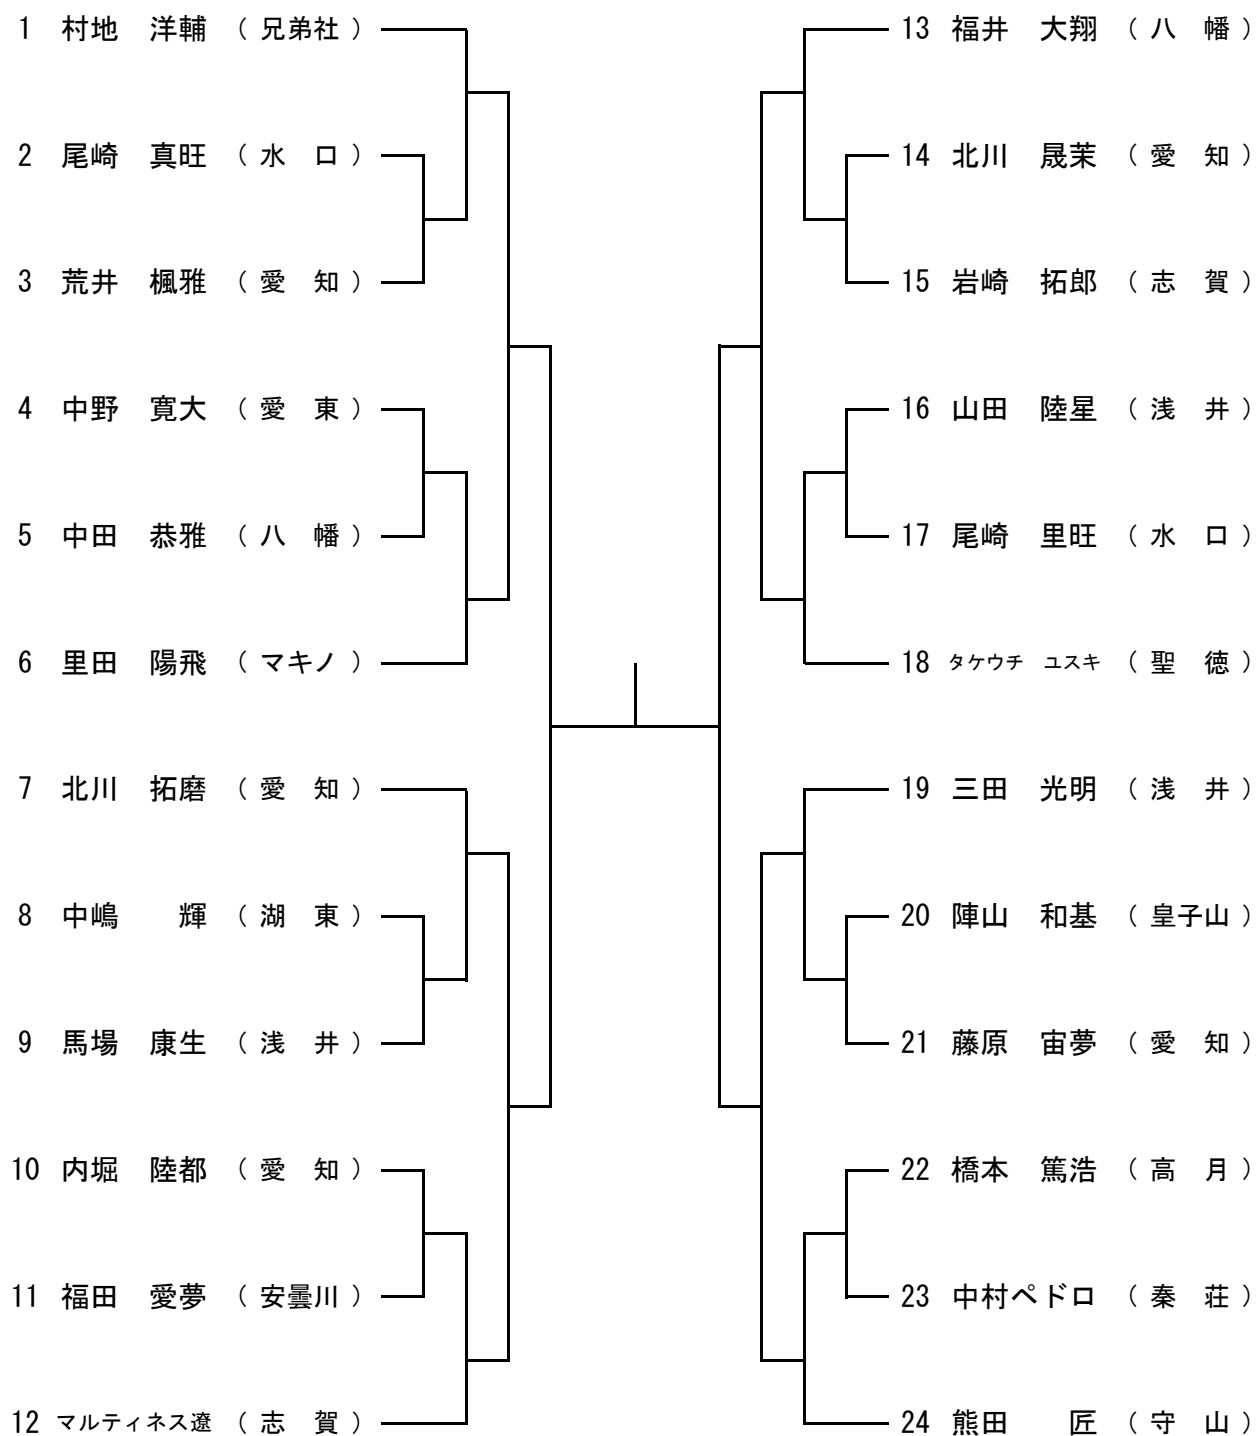 1 村地 洋輔 ( 兄弟社 )
2 尾崎 真旺 ( 水 口 )
3 荒井 楓雅 ( 愛 知 )
4 中野 寛大 ( 愛 東 )
5 中田 恭雅 ( 八 幡 )
6 里田 陽飛 ( マキノ )
7 北川 拓磨 ( 愛 知 )
8 中嶋 輝 ( 湖 東 )
9 馬場 康生 ( 浅 井 )
10 内堀 陸都 ( 愛 知 )
11 福田 愛夢 ( 安曇川 )
12 マルティネス遼 ( 志 賀 )
13 福井 大翔 ( 八 幡 )
14 北川 晟茉 ( 愛 知 )
15 岩崎 拓郎 ( 志 賀 )
16 山田 陸星 ( 浅 井 )
17 尾崎 里旺 ( 水 口 )
18 タケウチ ユスキ ( 聖 徳 )
19 三田 光明 ( 浅 井 )
20 陣山 和基 ( 皇子山 )
21 藤原 宙夢 ( 愛 知 )
22 橋本 篤浩 ( 高 月 )
23 中村ペドロ ( 秦 荘 )
24 熊田 匠 ( 守 山 )